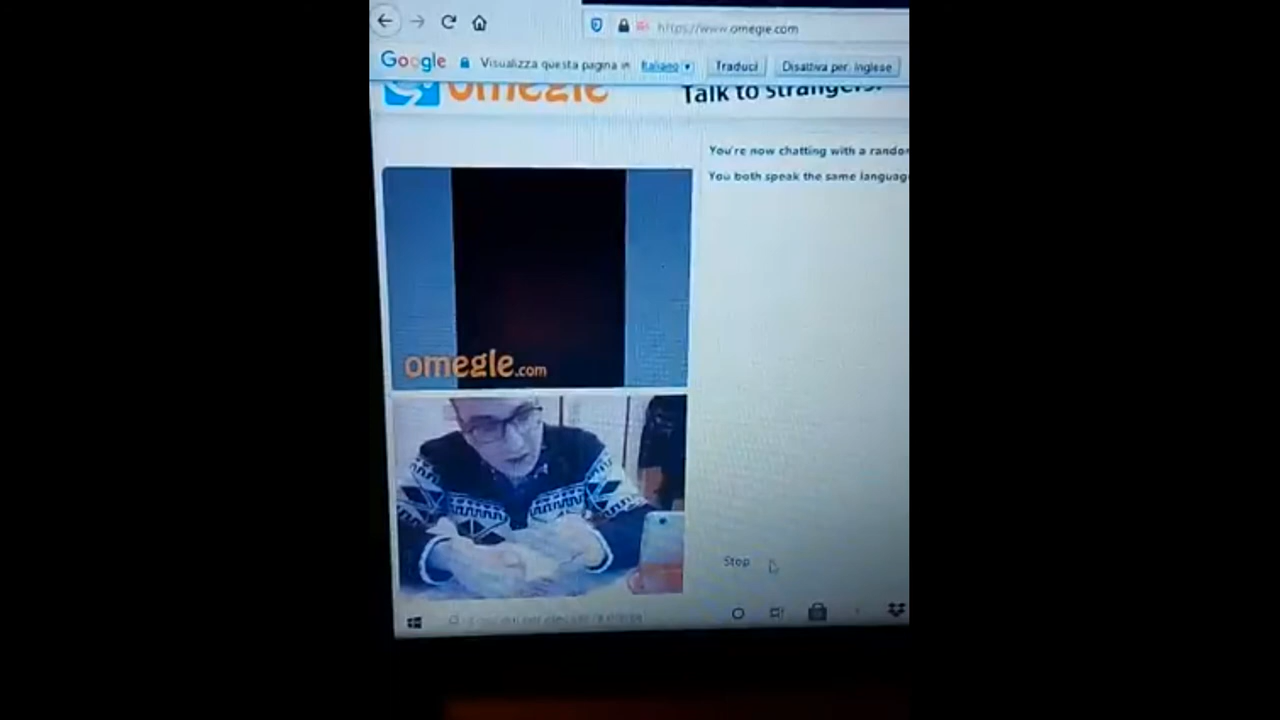 https://www.omegle.com
Google Visualizza questa pagina in Italiano Traduci Disattiva per: Inglese
omegle Talk to strangers!
You're now chatting with a rando
You both speak the same languag
omegle.com
Stop